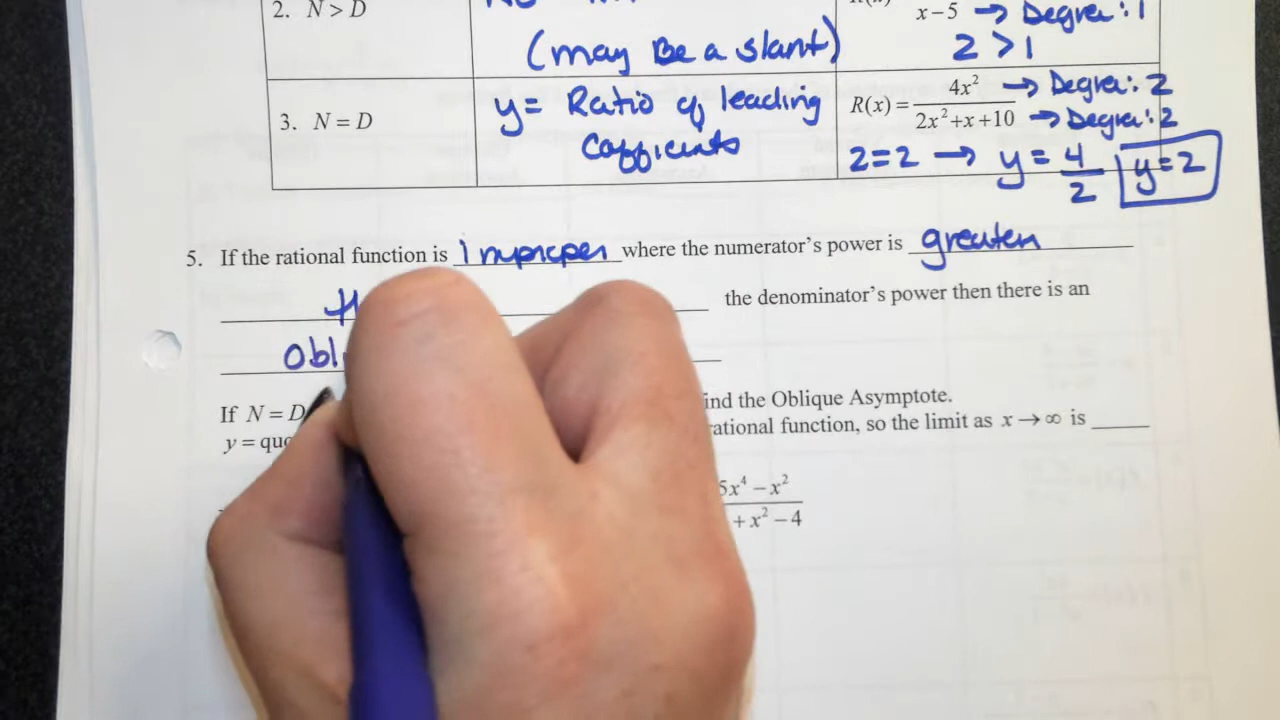 2. N > D
(may Be a slant)
x−5 → Degree: 1
2 > 1
3. N = D
y = Ratio of leading
Cofficients
R(x) = 4x²/2x²+x+10 → Degree: 2 → Degree: 2
2=2 → y = 4/2 y=2
5. If the rational function is Improper where the numerator's power is greater
the denominator's power then there is an
Obl
If N = D
ind the Oblique Asymptote.
y = quo
ational function, so the limit as x → ∞ is ____
5x⁴ − x²
+ x² − 4